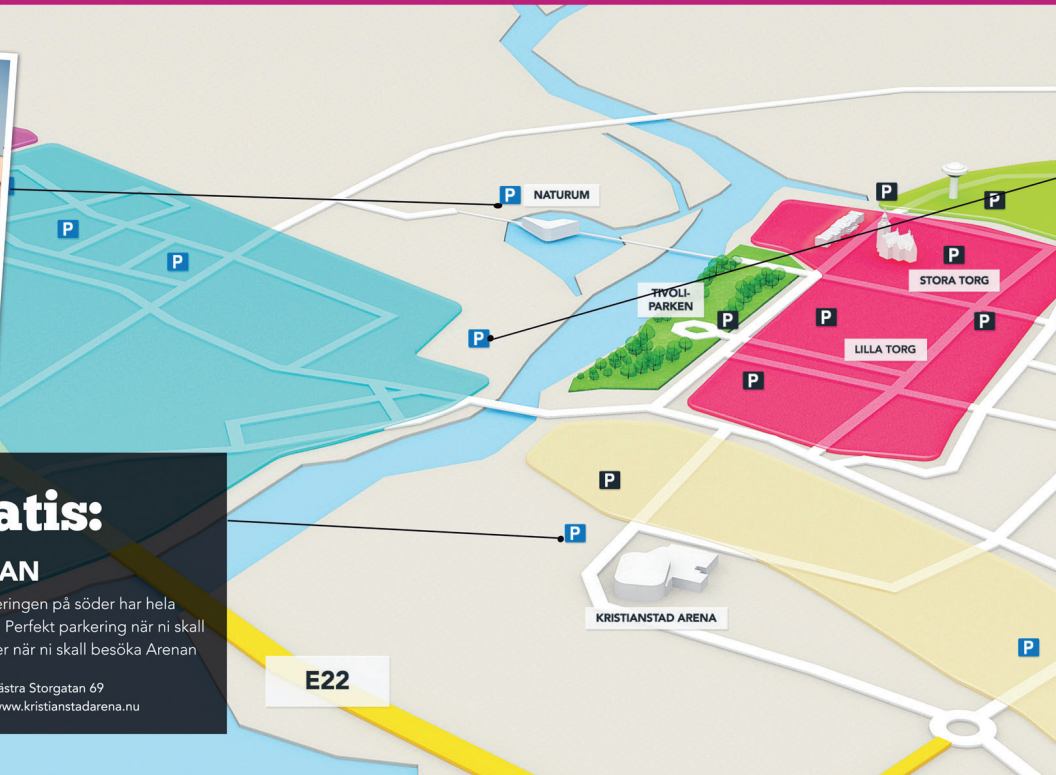 P NATURUM
P
P
P
P
P
P
STORA TORG
TIVOLI-
PARKEN
P
P
P
P
LILLA TORG
P
P
P
KRISTIANSTAD ARENA
P
E22
atis:
AN
eringen på söder har hela
Perfekt parkering när ni skall
er när ni skall besöka Arenan
ästra Storgatan 69
www.kristianstadarena.nu